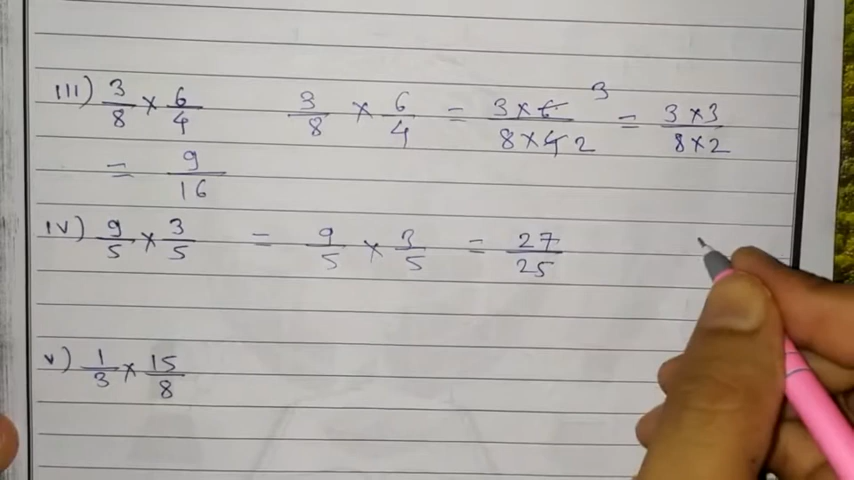 III) 3/8 × 6/4    3/8 × 6/4 = 3×6 3/8×4 2 = 3×3/8×2
= 9/16
IV) 9/5 × 3/5 = 9/5 × 3/5 = 27/25
V) 1/3 × 15/8